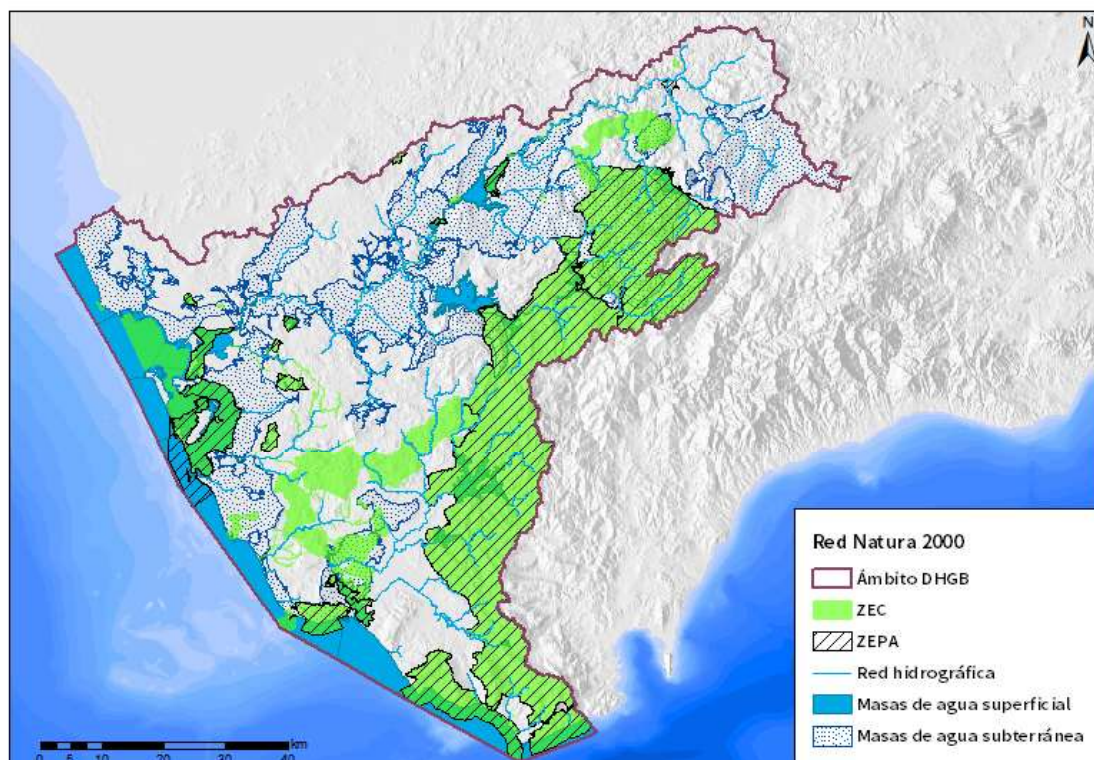 N
Red Natura 2000
Ámbito DHGB
ZEC
ZEPA
Red hidrográfica
Masas de agua superficial
Masas de agua subterránea
km
0 5 10 20 30 40